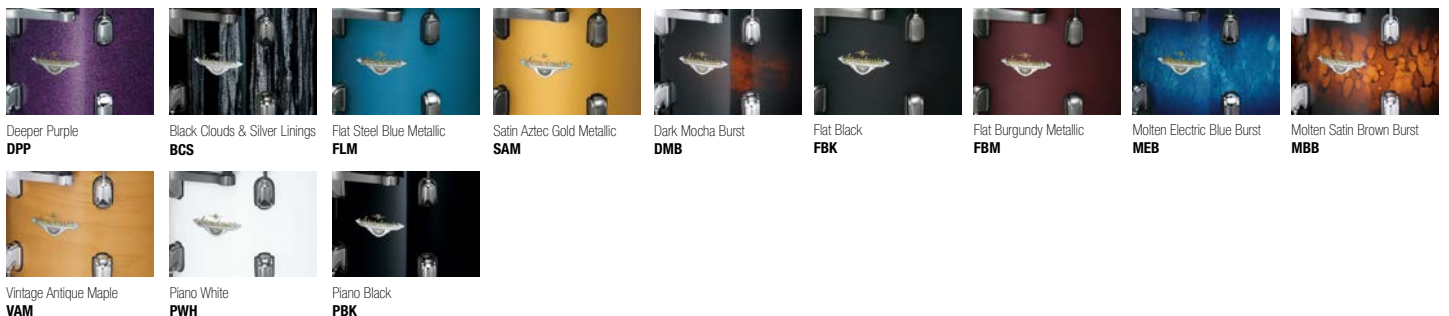 Deeper Purple
DPP
Black Clouds & Silver Linings
BCS
Flat Steel Blue Metallic
FLM
Satin Aztec Gold Metallic
SAM
Dark Mocha Burst
DMB
Flat Black
FBK
Flat Burgundy Metallic
FBM
Molten Electric Blue Burst
MEB
Molten Satin Brown Burst
MBB
Vintage Antique Maple
VAM
Piano White
PWH
Piano Black
PBK